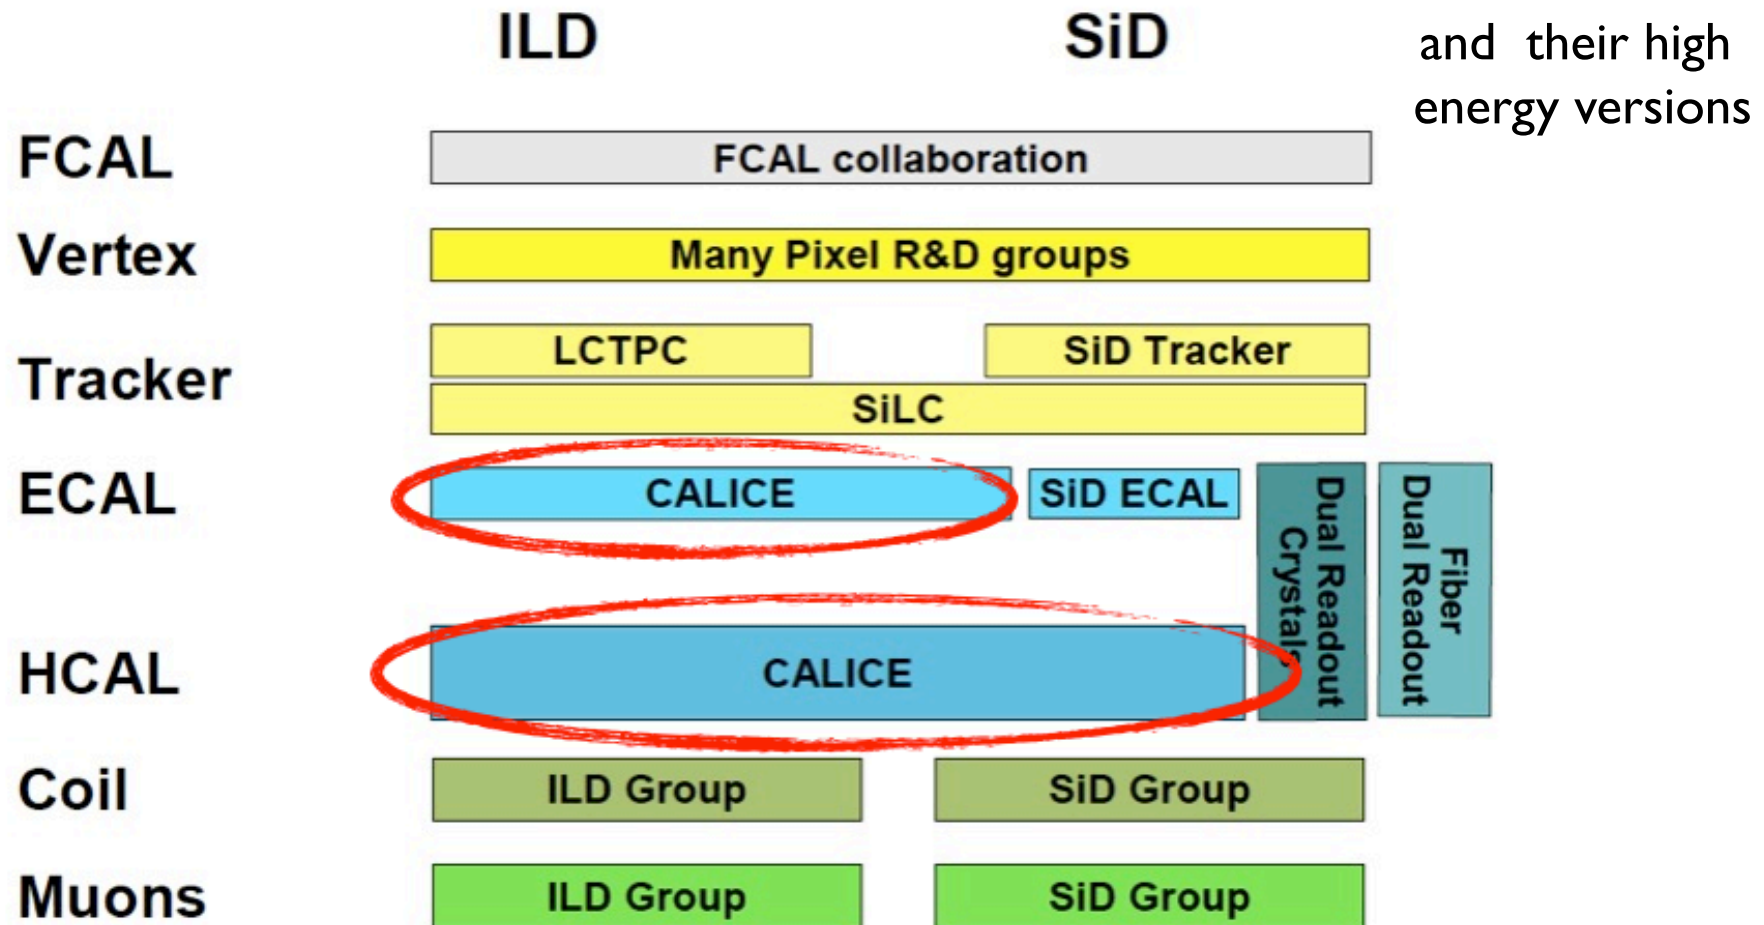 ILD SiD and their high
energy versions
FCAL FCAL collaboration
Vertex Many Pixel R&D groups
Tracker LCTPC SiD Tracker
SiLC
ECAL CALICE SiD ECAL
Dual Readout
Crystals
Fiber
Dual Readout
HCAL CALICE
Coil ILD Group SiD Group
Muons ILD Group SiD Group